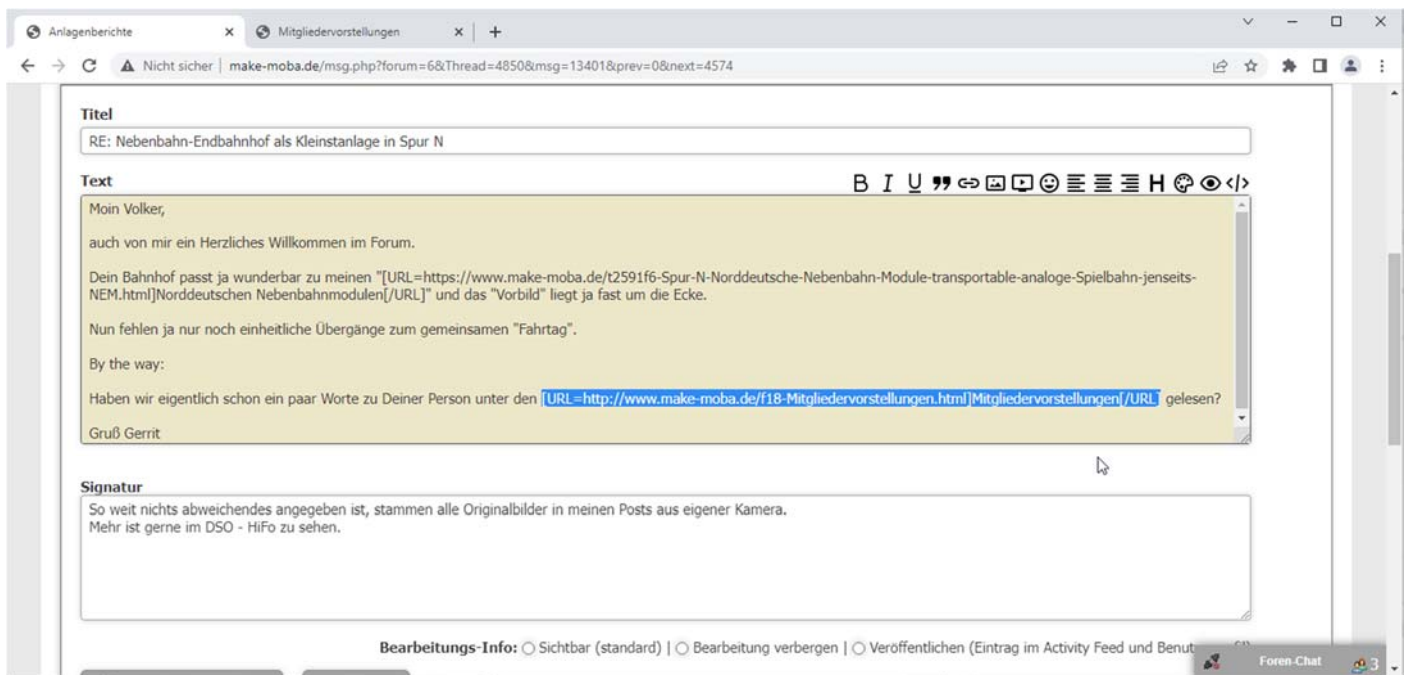 Anlagenberichte
Mitgliedervorstellungen
Nicht sicher | make-moba.de/msg.php?forum=6&Thread=4850&msg=13401&prev=0&next=4574
Titel
RE: Nebenbahn-Endbahnhof als Kleinstanlage in Spur N
Text
B I U H </>
Moin Volker,
auch von mir ein Herzliches Willkommen im Forum.
Dein Bahnhof passt ja wunderbar zu meinen "[URL=https://www.make-moba.de/t2591f6-Spur-N-Norddeutsche-Nebenbahn-Module-transportable-analoge-Spielbahn-jenseits-
NEM.html]Norddeutschen Nebenbahnmodulen[/URL]" und das "Vorbild" liegt ja fast um die Ecke.
Nun fehlen ja nur noch einheitliche Übergänge zum gemeinsamen "Fahrtag".
By the way:
Haben wir eigentlich schon ein paar Worte zu Deiner Person unter den [URL=http://www.make-moba.de/f18-Mitgliedervorstellungen.html]Mitgliedervorstellungen[/URL] gelesen?
Gruß Gerrit
Signatur
So weit nichts abweichendes angegeben ist, stammen alle Originalbilder in meinen Posts aus eigener Kamera.
Mehr ist gerne im DSO - HiFo zu sehen.
Bearbeitungs-Info: Sichtbar (standard) | Bearbeitung verbergen | Veröffentlichen (Eintrag im Activity Feed und Benut
Foren-Chat 3